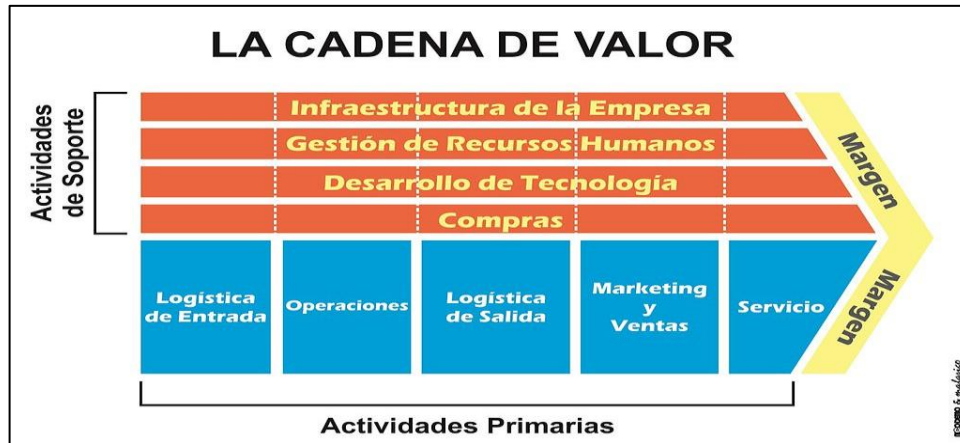 LA CADENA DE VALOR
Actividades
de Soporte
Infraestructura de la Empresa
Gestión de Recursos Humanos
Desarrollo de Tecnología
Compras
Logística
de Entrada
Operaciones
Logística
de Salida
Marketing
y
Ventas
Servicio
Margen
Margen
Actividades Primarias